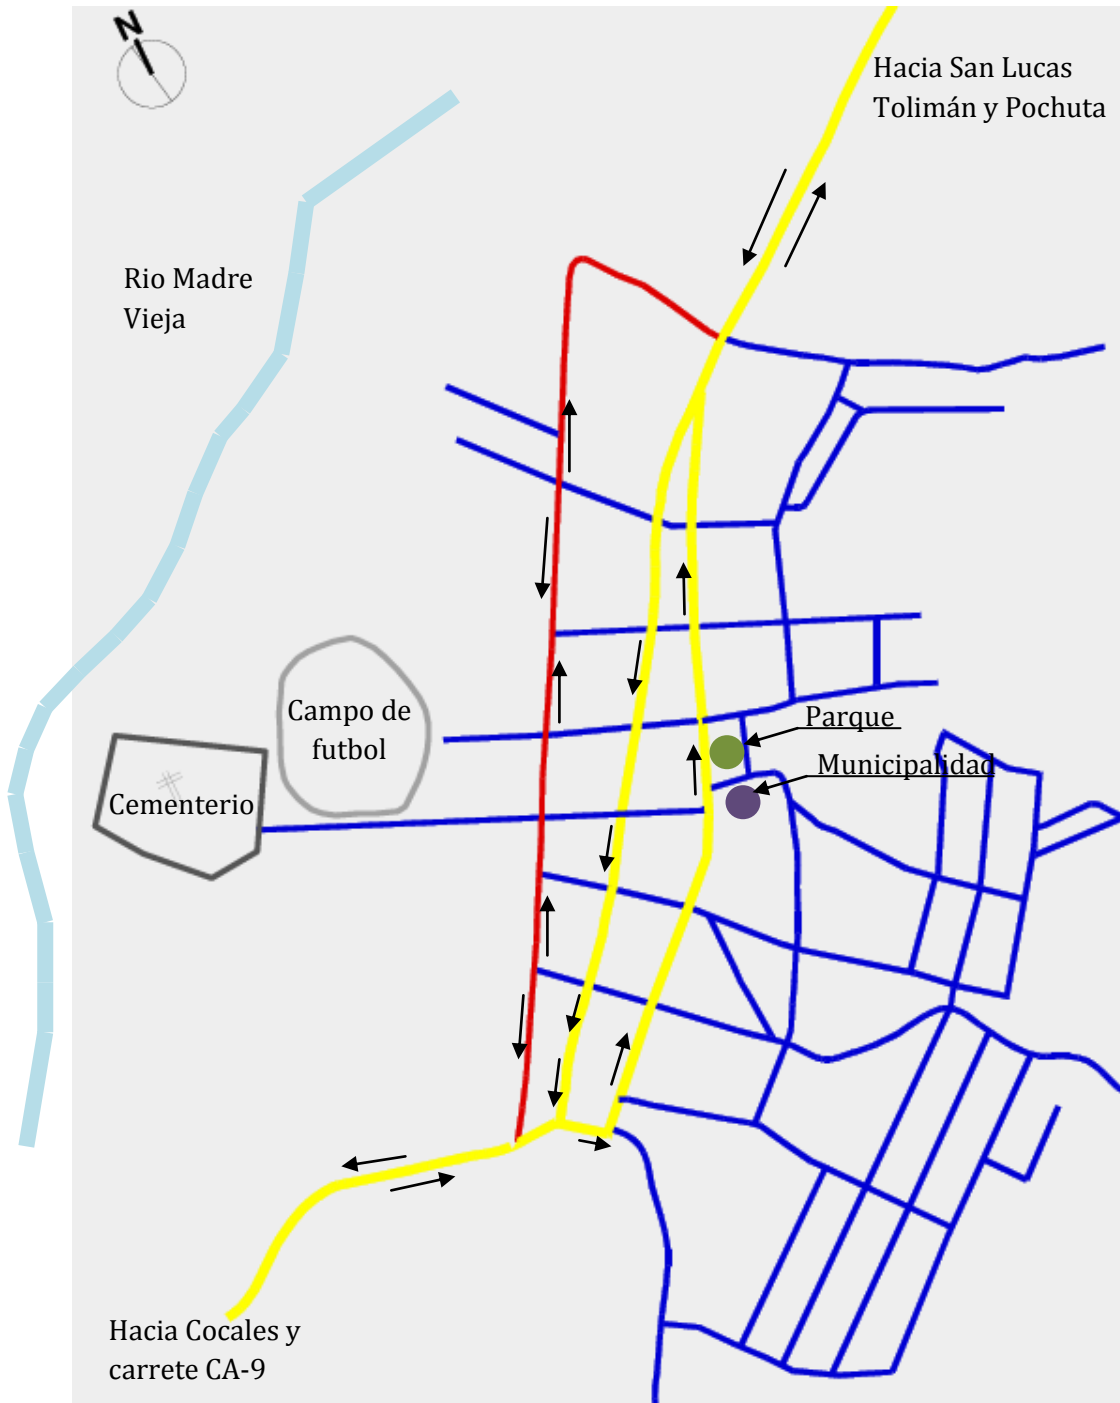 N
Hacia San Lucas
Tolimán y Pochuta
Rio Madre
Vieja
Campo de
futbol
Parque
Municipalidad
Cementerio
Hacia Cocales y
carrete CA-9